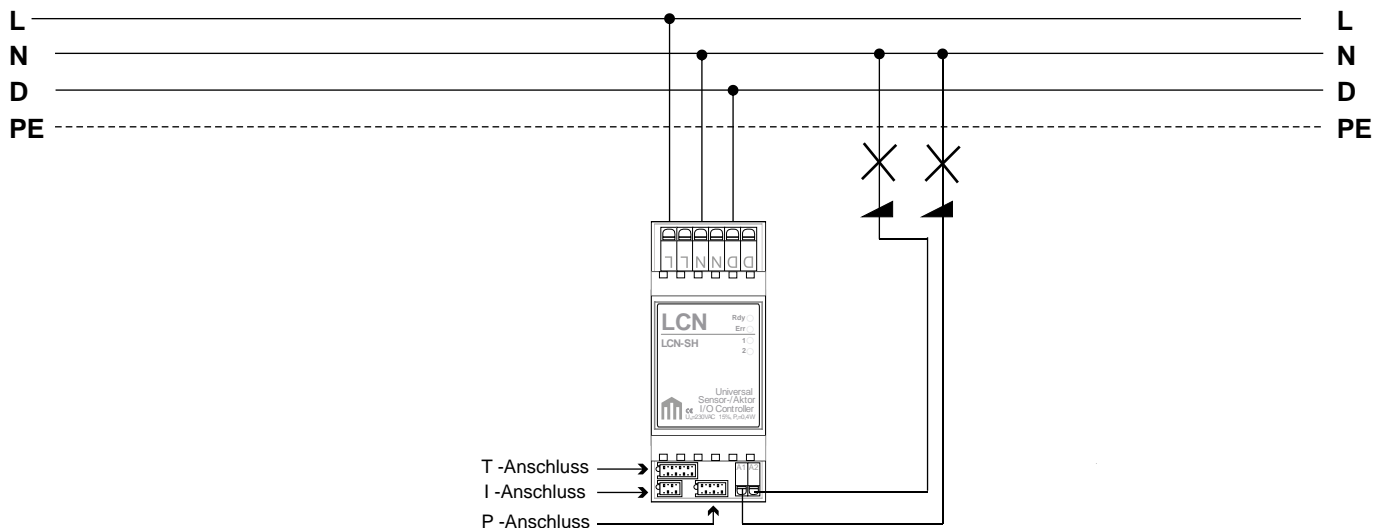 L L
N N
D D
PE PE
L L N N D D
LCN Rdy
Err
LCN-SH 1
2
Universal
Sensor-/Aktor
I/O Controller
A1 A2
T -Anschluss
I -Anschluss
P -Anschluss